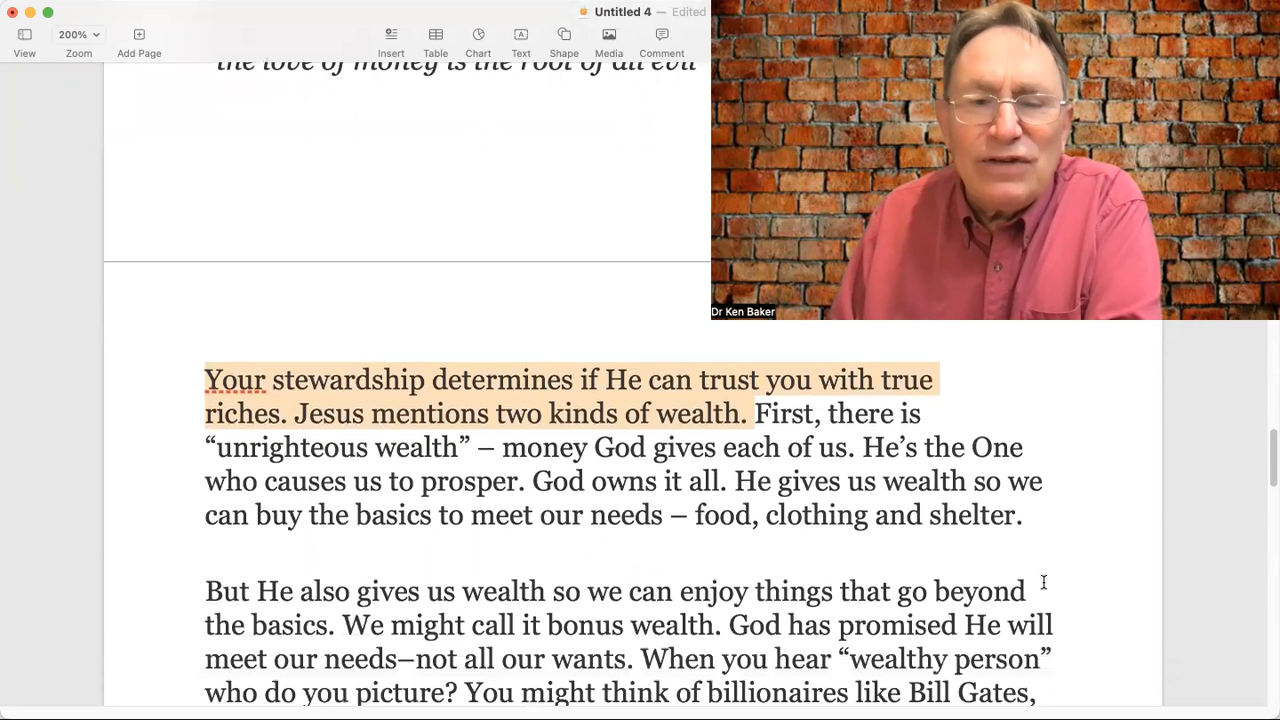 Untitled 4 — Edited
200%
View Zoom Add Page Insert Table Chart Text Shape Media Comment
the love of money is the root of all evil
Dr Ken Baker
Your stewardship determines if He can trust you with true
riches. Jesus mentions two kinds of wealth. First, there is
“unrighteous wealth” – money God gives each of us. He’s the One
who causes us to prosper. God owns it all. He gives us wealth so we
can buy the basics to meet our needs – food, clothing and shelter.
But He also gives us wealth so we can enjoy things that go beyond
the basics. We might call it bonus wealth. God has promised He will
meet our needs–not all our wants. When you hear “wealthy person”
who do you picture? You might think of billionaires like Bill Gates,